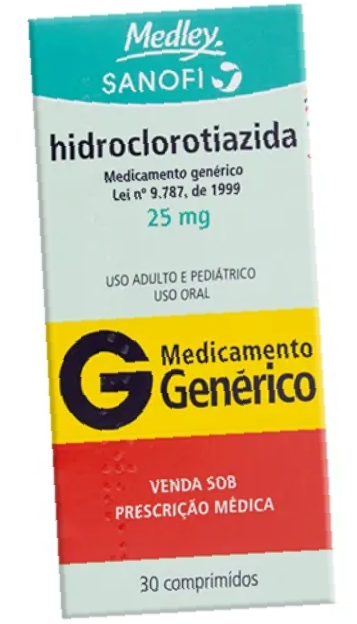 Medley.
SANOFI
hidroclorotiazida
Medicamento genérico
Lei nº 9.787, de 1999
25 mg
USO ADULTO E PEDIÁTRICO
USO ORAL
G Medicamento
Genérico
VENDA SOB
PRESCRIÇÃO MÉDICA
30 comprimidos